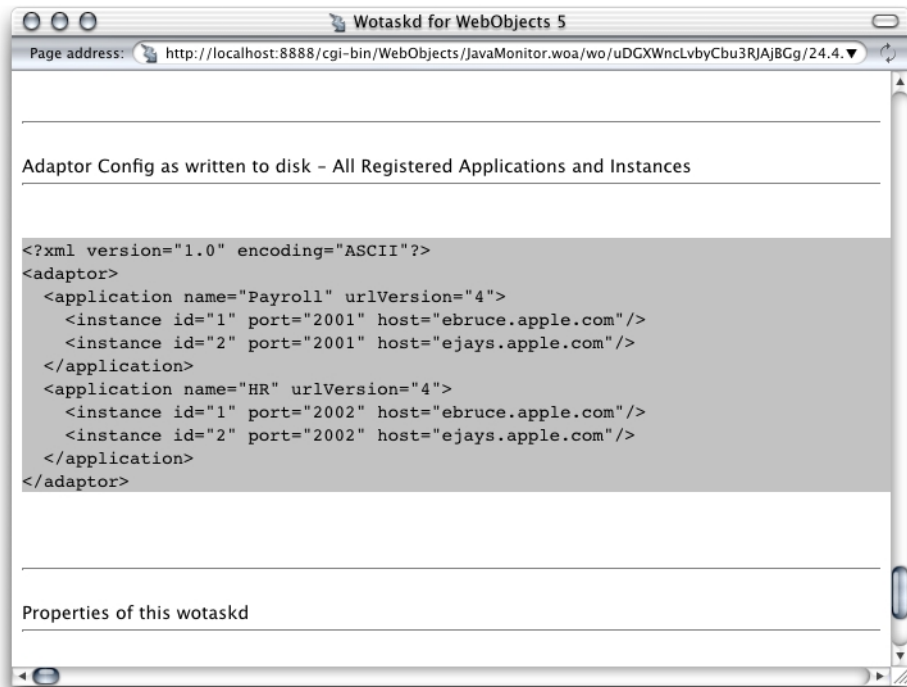 Wotaskd for WebObjects 5
Page address: http://localhost:8888/cgi-bin/WebObjects/JavaMonitor.woa/wo/uDGXWncLvbyCbu3RJAjBGg/24.4.
Adaptor Config as written to disk – All Registered Applications and Instances
<?xml version="1.0" encoding="ASCII"?>
<adaptor>
  <application name="Payroll" urlVersion="4">
    <instance id="1" port="2001" host="ebruce.apple.com"/>
    <instance id="2" port="2001" host="ejays.apple.com"/>
  </application>
  <application name="HR" urlVersion="4">
    <instance id="1" port="2002" host="ebruce.apple.com"/>
    <instance id="2" port="2002" host="ejays.apple.com"/>
  </application>
</adaptor>
Properties of this wotaskd